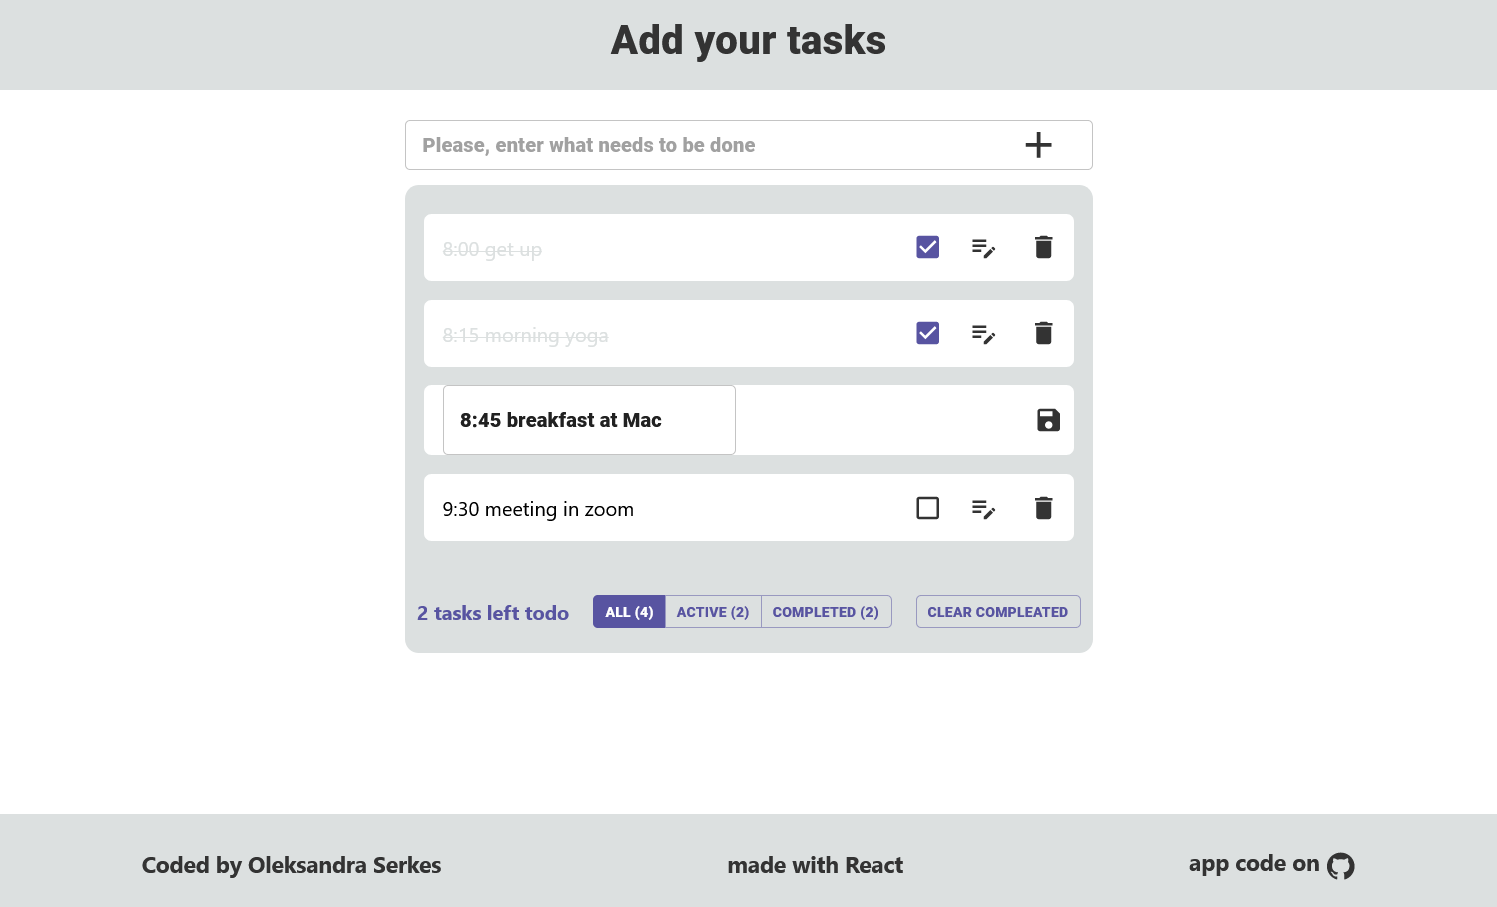 Add your tasks
Please, enter what needs to be done
8:00 get up
8:15 morning yoga
8:45 breakfast at Mac
9:30 meeting in zoom
2 tasks left todo ALL (4) ACTIVE (2) COMPLETED (2) CLEAR COMPLEATED
Coded by Oleksandra Serkes made with React app code on